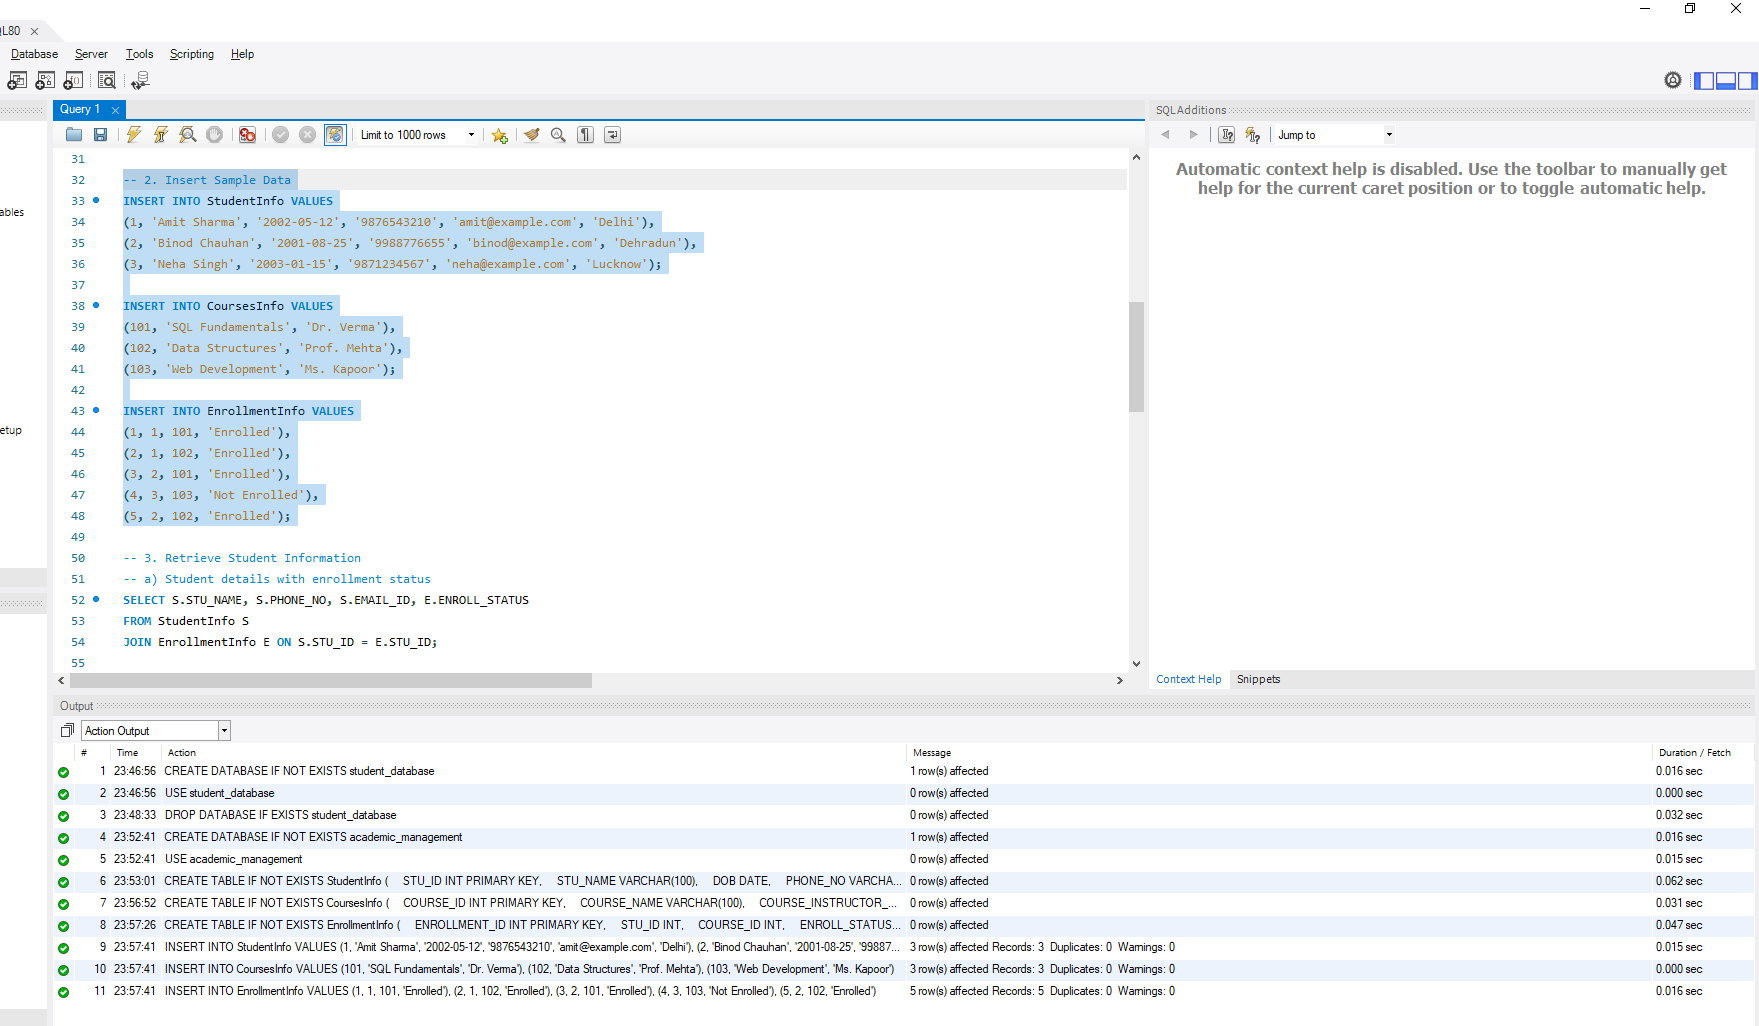 QL80
Database Server Tools Scripting Help
Query 1
SQLAdditions
Limit to 1000 rows
Jump to
Automatic context help is disabled. Use the toolbar to manually get
help for the current caret position or to toggle automatic help.
ables
etup
31
32 -- 2. Insert Sample Data
33 INSERT INTO StudentInfo VALUES
34 (1, 'Amit Sharma', '2002-05-12', '9876543210', 'amit@example.com', 'Delhi'),
35 (2, 'Binod Chauhan', '2001-08-25', '9988776655', 'binod@example.com', 'Dehradun'),
36 (3, 'Neha Singh', '2003-01-15', '9871234567', 'neha@example.com', 'Lucknow');
37
38 INSERT INTO CoursesInfo VALUES
39 (101, 'SQL Fundamentals', 'Dr. Verma'),
40 (102, 'Data Structures', 'Prof. Mehta'),
41 (103, 'Web Development', 'Ms. Kapoor');
42
43 INSERT INTO EnrollmentInfo VALUES
44 (1, 1, 101, 'Enrolled'),
45 (2, 1, 102, 'Enrolled'),
46 (3, 2, 101, 'Enrolled'),
47 (4, 3, 103, 'Not Enrolled'),
48 (5, 2, 102, 'Enrolled');
49
50 -- 3. Retrieve Student Information
51 -- a) Student details with enrollment status
52 SELECT S.STU_NAME, S.PHONE_NO, S.EMAIL_ID, E.ENROLL_STATUS
53 FROM StudentInfo S
54 JOIN EnrollmentInfo E ON S.STU_ID = E.STU_ID;
55
Context Help Snippets
Output
Action Output
# Time Action Message Duration / Fetch
1 23:46:56 CREATE DATABASE IF NOT EXISTS student_database 1 row(s) affected 0.016 sec
2 23:46:56 USE student_database 0 row(s) affected 0.000 sec
3 23:48:33 DROP DATABASE IF EXISTS student_database 0 row(s) affected 0.032 sec
4 23:52:41 CREATE DATABASE IF NOT EXISTS academic_management 1 row(s) affected 0.016 sec
5 23:52:41 USE academic_management 0 row(s) affected 0.015 sec
6 23:53:01 CREATE TABLE IF NOT EXISTS StudentInfo ( STU_ID INT PRIMARY KEY, STU_NAME VARCHAR(100), DOB DATE, PHONE_NO VARCHA... 0 row(s) affected 0.062 sec
7 23:56:52 CREATE TABLE IF NOT EXISTS CoursesInfo ( COURSE_ID INT PRIMARY KEY, COURSE_NAME VARCHAR(100), COURSE_INSTRUCTOR_... 0 row(s) affected 0.031 sec
8 23:57:26 CREATE TABLE IF NOT EXISTS EnrollmentInfo ( ENROLLMENT_ID INT PRIMARY KEY, STU_ID INT, COURSE_ID INT, ENROLL_STATUS... 0 row(s) affected 0.047 sec
9 23:57:41 INSERT INTO StudentInfo VALUES (1, 'Amit Sharma', '2002-05-12', '9876543210', 'amit@example.com', 'Delhi'), (2, 'Binod Chauhan', '2001-08-25', '99887... 3 row(s) affected Records: 3 Duplicates: 0 Warnings: 0 0.015 sec
10 23:57:41 INSERT INTO CoursesInfo VALUES (101, 'SQL Fundamentals', 'Dr. Verma'), (102, 'Data Structures', 'Prof. Mehta'), (103, 'Web Development', 'Ms. Kapoor') 3 row(s) affected Records: 3 Duplicates: 0 Warnings: 0 0.000 sec
11 23:57:41 INSERT INTO EnrollmentInfo VALUES (1, 1, 101, 'Enrolled'), (2, 1, 102, 'Enrolled'), (3, 2, 101, 'Enrolled'), (4, 3, 103, 'Not Enrolled'), (5, 2, 102, 'Enrolled') 5 row(s) affected Records: 5 Duplicates: 0 Warnings: 0 0.016 sec